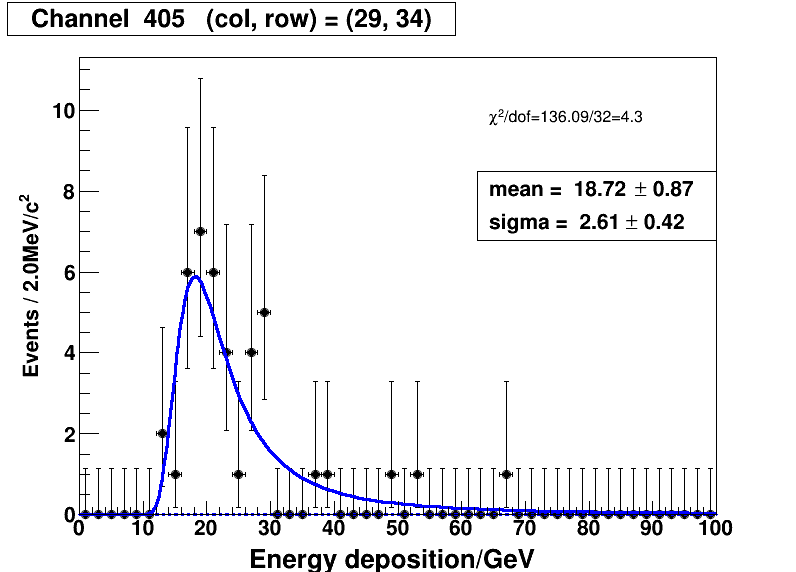 Channel 405 (col, row) = (29, 34)
χ²/dof=136.09/32=4.3
mean = 18.72 ± 0.87
sigma = 2.61 ± 0.42
Events / 2.0MeV/c²
10
8
6
4
2
0
0 10 20 30 40 50 60 70 80 90 100
Energy deposition/GeV